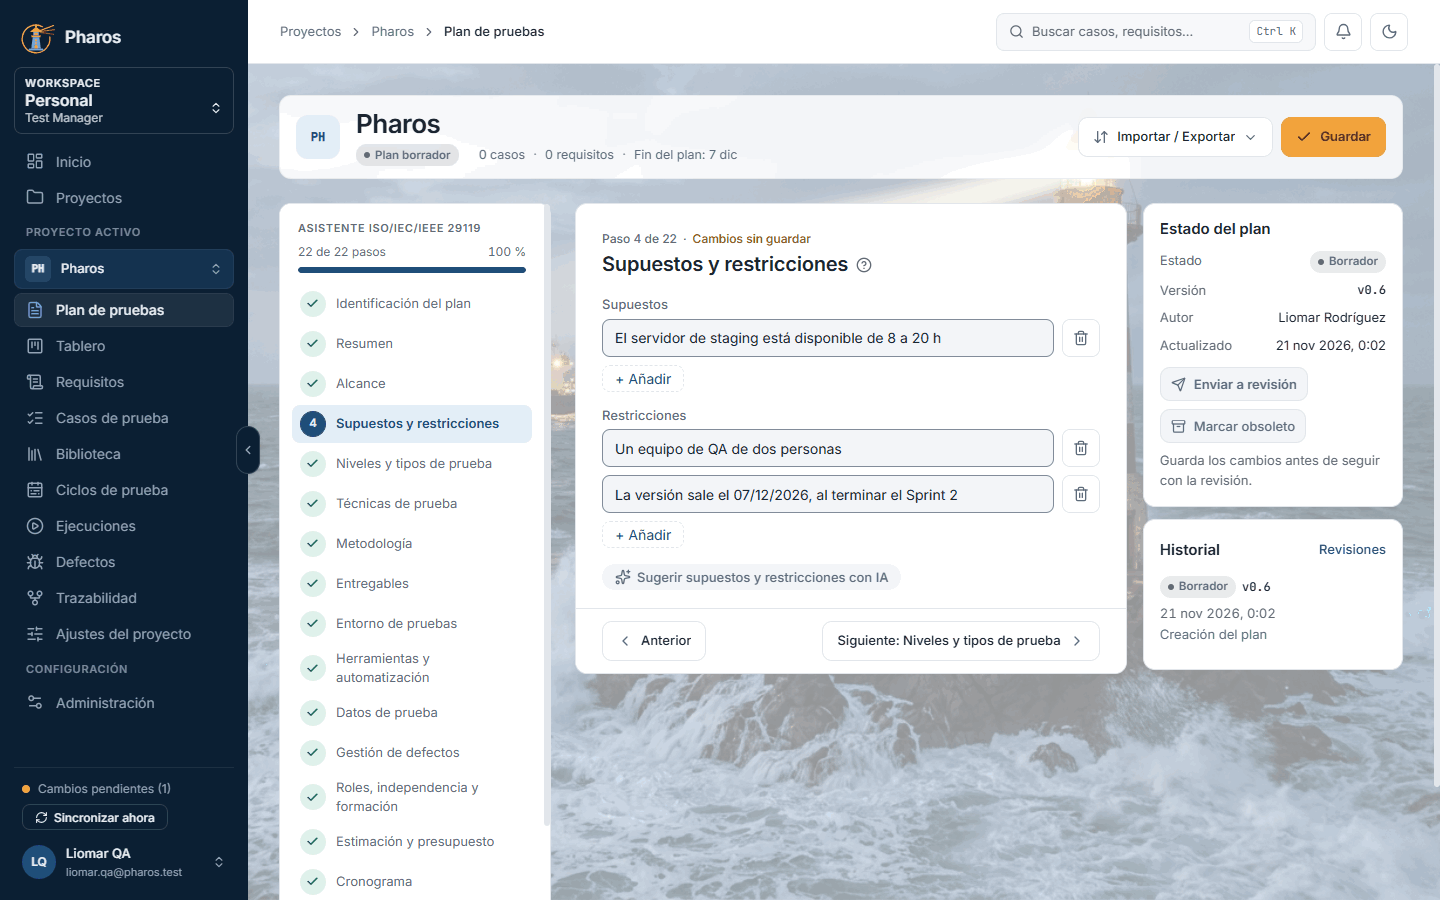 Pharos
WORKSPACE
Personal
Test Manager
Inicio
Proyectos
PROYECTO ACTIVO
PH Pharos
Plan de pruebas
Tablero
Requisitos
Casos de prueba
Biblioteca
Ciclos de prueba
Ejecuciones
Defectos
Trazabilidad
Ajustes del proyecto
CONFIGURACIÓN
Administración
Cambios pendientes (1)
Sincronizar ahora
LQ
Liomar QA
liomar.qa@pharos.test
Proyectos > Pharos > Plan de pruebas
Buscar casos, requisitos... Ctrl K
PH
Pharos
Plan borrador 0 casos · 0 requisitos · Fin del plan: 7 dic
Importar / Exportar
Guardar
ASISTENTE ISO/IEC/IEEE 29119
22 de 22 pasos 100 %
Identificación del plan
Resumen
Alcance
4 Supuestos y restricciones
Niveles y tipos de prueba
Técnicas de prueba
Metodología
Entregables
Entorno de pruebas
Herramientas y
automatización
Datos de prueba
Gestión de defectos
Roles, independencia y
formación
Estimación y presupuesto
Cronograma
Paso 4 de 22 · Cambios sin guardar
Supuestos y restricciones
Supuestos
El servidor de staging está disponible de 8 a 20 h
+ Añadir
Restricciones
Un equipo de QA de dos personas
La versión sale el 07/12/2026, al terminar el Sprint 2
+ Añadir
Sugerir supuestos y restricciones con IA
Anterior
Siguiente: Niveles y tipos de prueba
Estado del plan
Estado Borrador
Versión v0.6
Autor Liomar Rodríguez
Actualizado 21 nov 2026, 0:02
Enviar a revisión
Marcar obsoleto
Guarda los cambios antes de seguir
con la revisión.
Historial Revisiones
Borrador v0.6
21 nov 2026, 0:02
Creación del plan